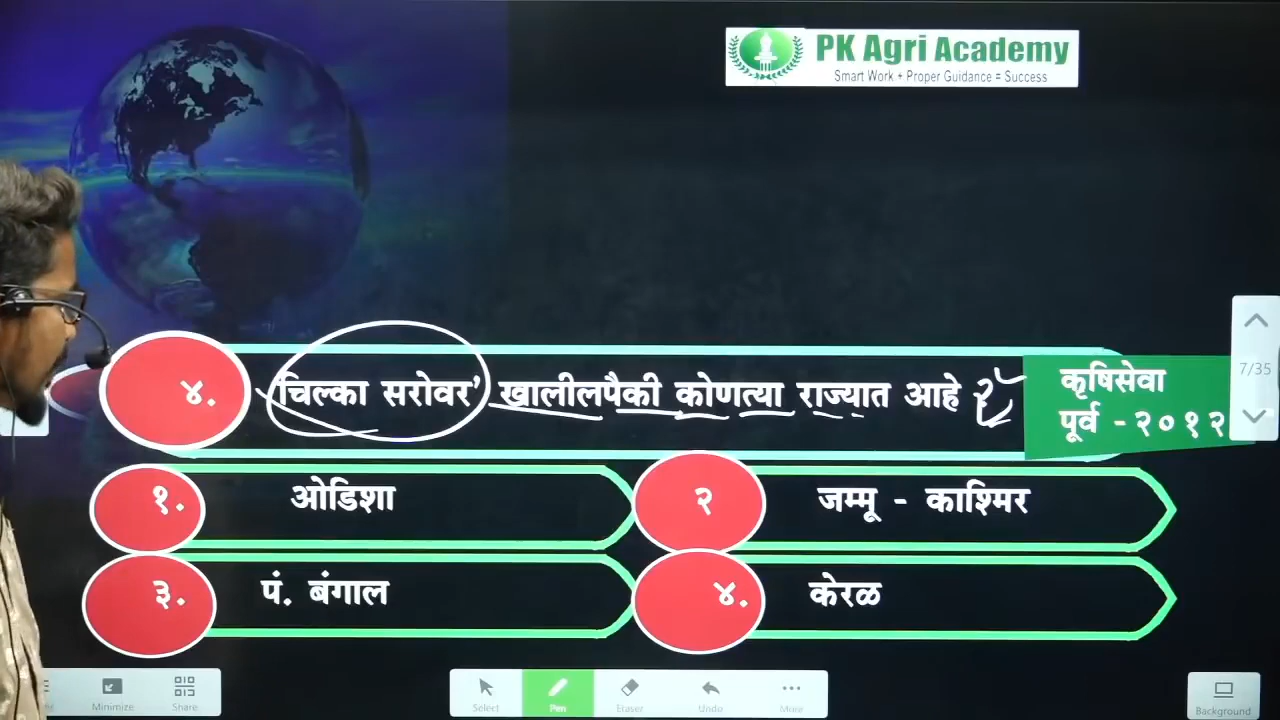 PK Agri Academy
Smart Work + Proper Guidance = Success
४. 'चिल्का सरोवर' खालीलपैकी कोणत्या राज्यात आहे ?
कृषिसेवा
पूर्व - २०१२
१. ओडिशा
२ जम्मू - काश्मिर
३. पं. बंगाल
४. केरळ
7/35
Minimize
Share
Select
Pen
Eraser
Undo
More
Background